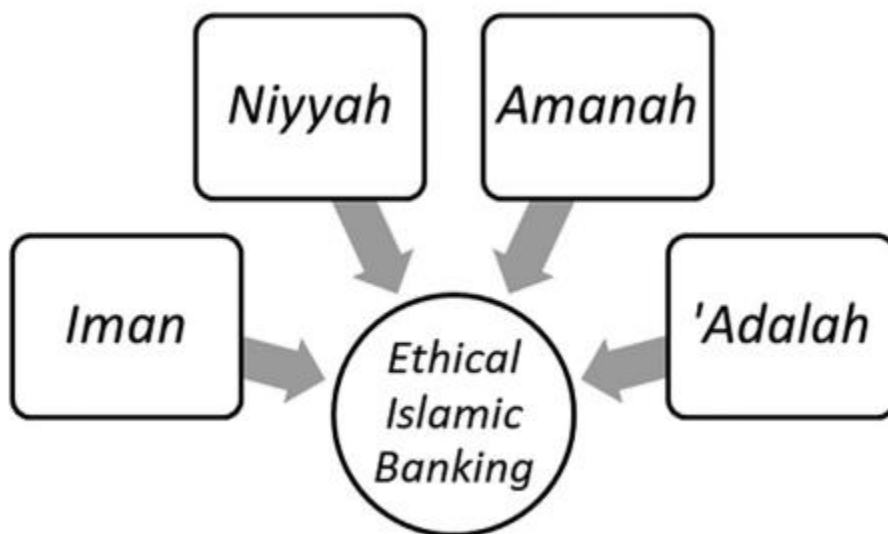 Niyyah
Amanah
Iman
'Adalah
Ethical
Islamic
Banking